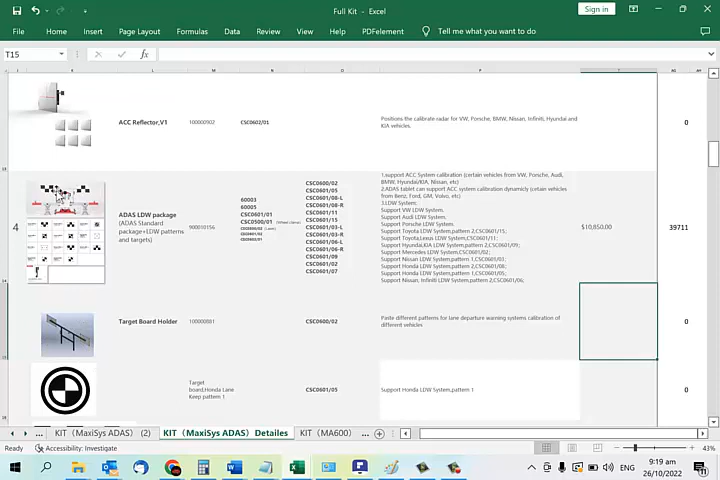 Full Kit - Excel
Sign in
File Home Insert Page Layout Formulas Data Review View Help PDFelement Tell me what you want to do
T15
fx
ACC Reflector,V1
100000902
CSC0602/01
Positions the calibrate radar for VW, Porsche, BMW, Nissan, Infiniti, Hyundai and
KIA vehicles.
0
4
ADAS LDW package
(ADAS Standard
package+LDW patterns
and targets)
900010156
60003
60005
CSC0601/01
CSC0500/01
CSC0600/02
CSC0601/05
CSC0601/08-L
CSC0601/08-R
CSC0601/11
CSC0601/15
CSC0601/03-L
CSC0601/03-R
CSC0601/06-L
CSC0601/06-R
CSC0601/09
CSC0601/02
CSC0601/07
1.support ACC System calibration (certain vehicles from VW, Porsche, Audi,
BMW, Hyundai/KIA, Nissan, etc)
2.ADAS tablet can support ACC system calibration dynamicly (certain vehicles
from Benz, Ford, GM, Volvo, etc)
3.LDW System:
Support VW LDW System.
Support Audi LDW System.
Support Porsche LDW System.
Support Toyota LDW System,pattern 2,CSC0601/15;
Support Toyota,Lexus LDW System,CSC0601/11;
Support Hyundai,KIA LDW System,pattern 2,CSC0601/09;
Support Mercedes LDW System,CSC0601/02;
Support Nissan LDW System,pattern 1,CSC0601/03;
Support Honda LDW System,pattern 2,CSC0601/08;
Support Honda LDW System,pattern 1,CSC0601/05;
Support Nissan, Infiniti LDW System,pattern 2,CSC0601/06;
$10,850.00
39711
Target Board Holder
100000881
CSC0600/02
Paste different patterns for lane departure warning systems calibration of
different vehicles
0
Target
board,Honda Lane
Keep pattern 1
CSC0601/05
Support Honda LDW System,pattern 1
0
... KIT（MaxiSys ADAS） (2) KIT（MaxiSys ADAS）Detailes KIT（MA600） ...
Ready Accessibility: Investigate
43%
ENG
9:19 am
26/10/2022